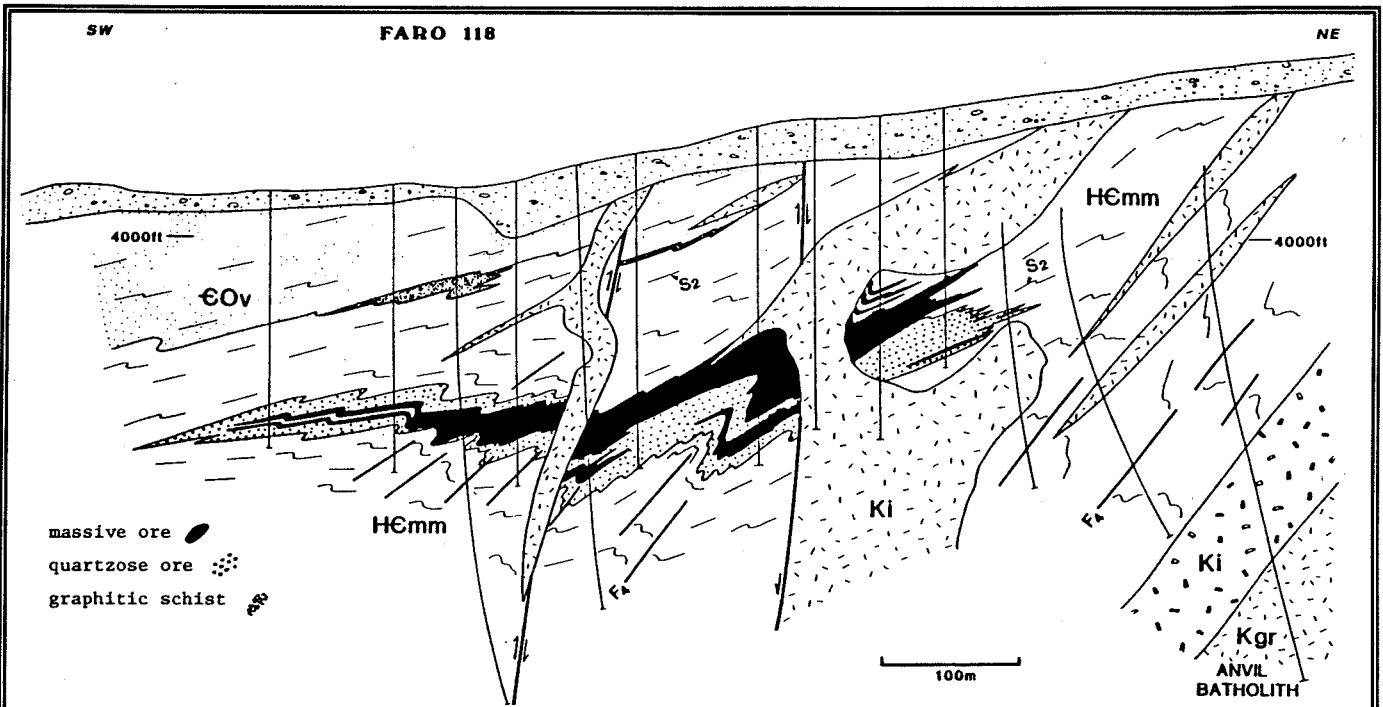 SW
FARO 118
NE
4000ft
ЄOv
S2
S2
HЄmm
4000ft
HЄmm
Ki
F4
F4
Ki
Kgr
ANVIL
BATHOLITH
massive ore
quartzose ore
graphitic schist
100m